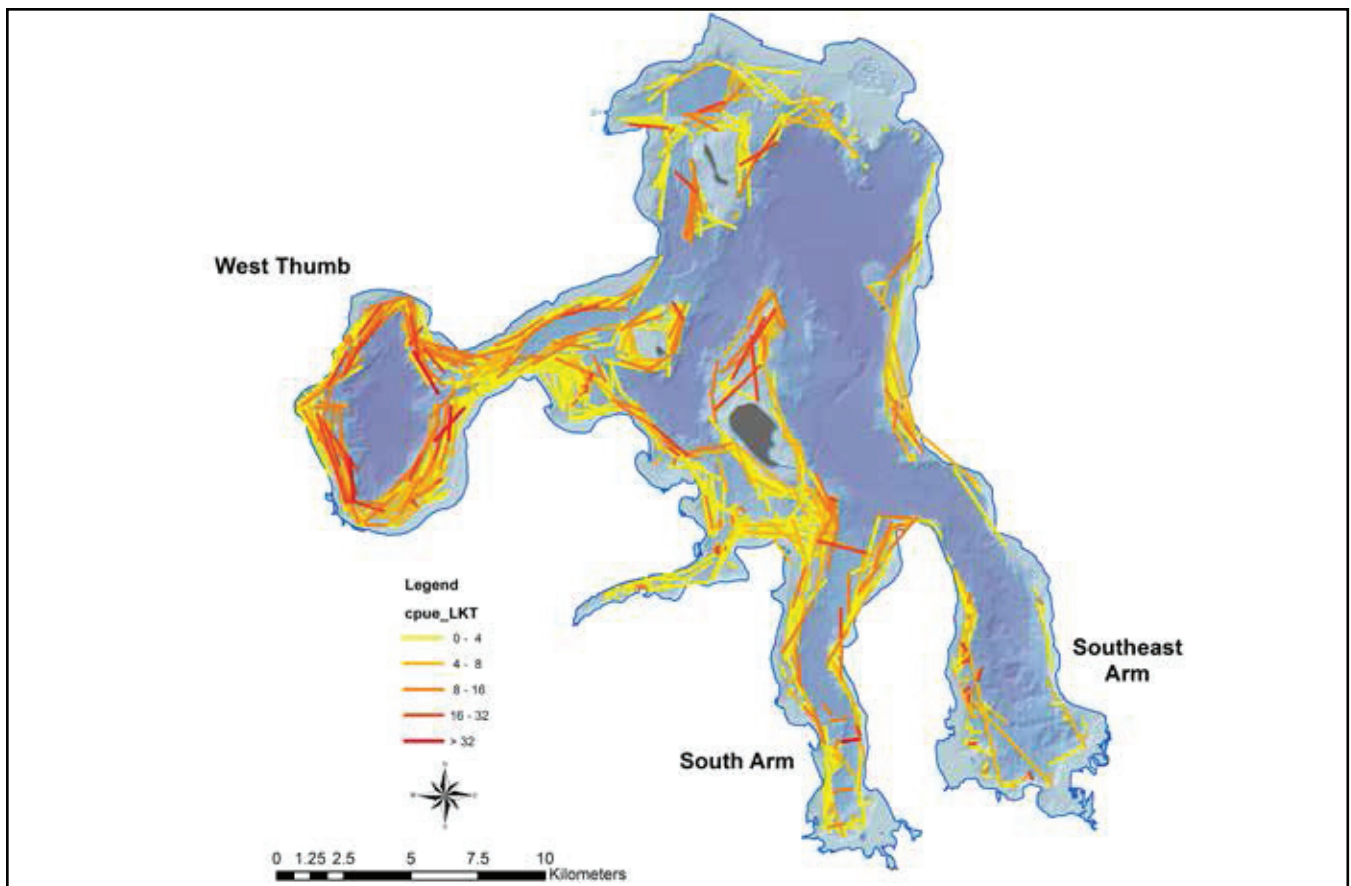 West Thumb
Legend
cpue_LKT
0 - 4
4 - 8
8 - 16
16 - 32
> 32
Southeast
Arm
South Arm
0 1.25 2.5 5 7.5 10
Kilometers